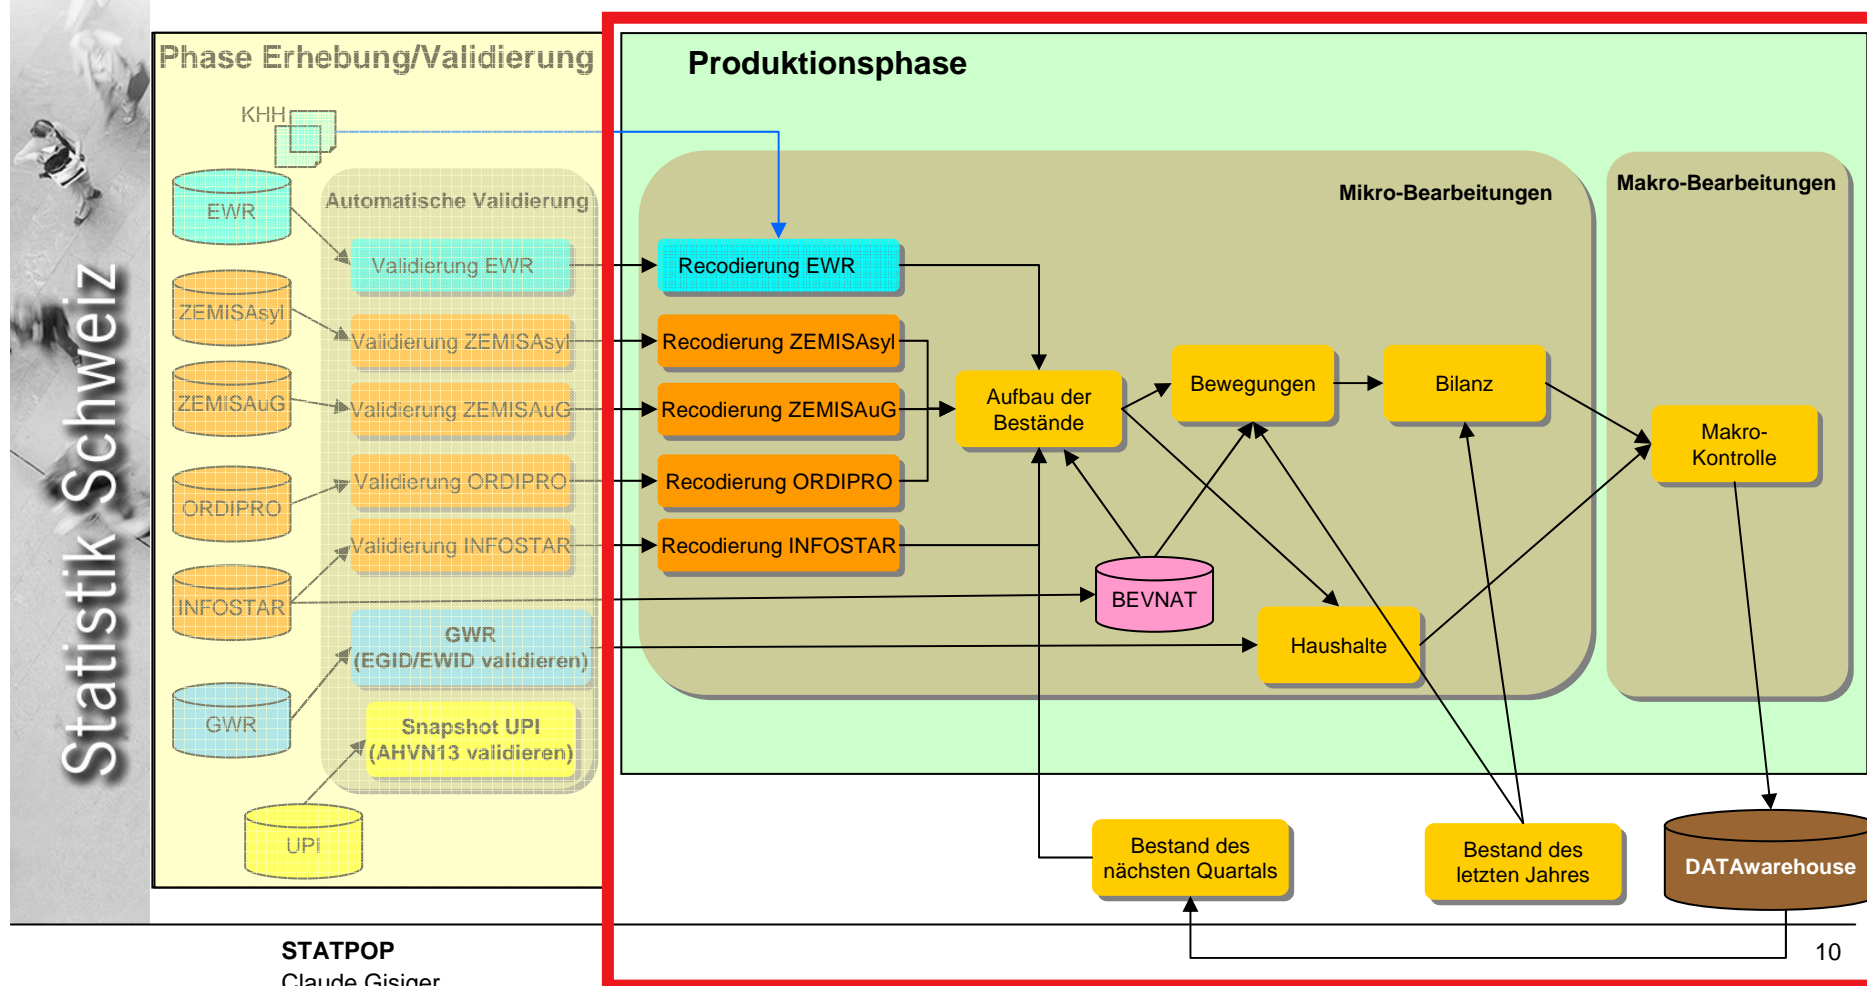 Statistik Schweiz
Phase Erhebung/Validierung
KHH
EWR
ZEMISAsyl
ZEMISAuG
ORDIPRO
INFOSTAR
GWR
UPI
Automatische Validierung
Validierung EWR
Validierung ZEMISAsyl
Validierung ZEMISAuG
Validierung ORDIPRO
Validierung INFOSTAR
GWR
(EGID/EWID validieren)
Snapshot UPI
(AHVN13 validieren)
Produktionsphase
Mikro-Bearbeitungen
Recodierung EWR
Recodierung ZEMISAsyl
Recodierung ZEMISAuG
Recodierung ORDIPRO
Recodierung INFOSTAR
Aufbau der
Bestände
Bewegungen
Bilanz
BEVNAT
Haushalte
Makro-Bearbeitungen
Makro-
Kontrolle
Bestand des
nächsten Quartals
Bestand des
letzten Jahres
DATAwarehouse
STATPOP
Claude Gisiger
10